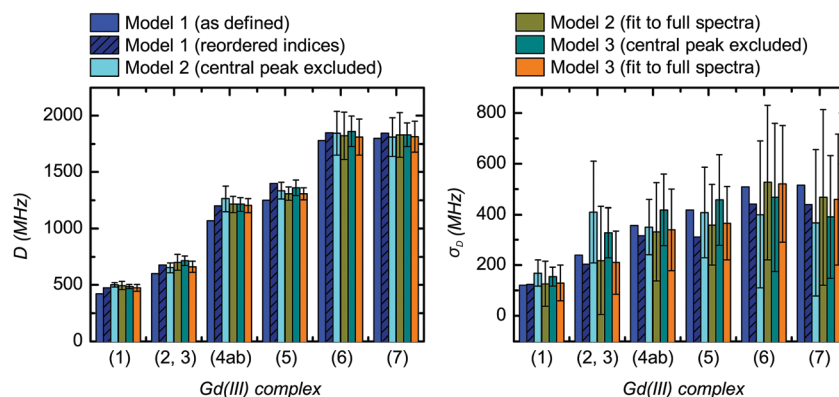 Model 1 (as defined)
Model 1 (reordered indices)
Model 2 (central peak excluded)
Model 2 (fit to full spectra)
Model 3 (central peak excluded)
Model 3 (fit to full spectra)
D (MHz)
2000
1500
1000
500
0
(1) (2, 3) (4ab) (5) (6) (7)
Gd(III) complex
σD (MHz)
800
600
400
200
0
(1) (2, 3) (4ab) (5) (6) (7)
Gd(III) complex